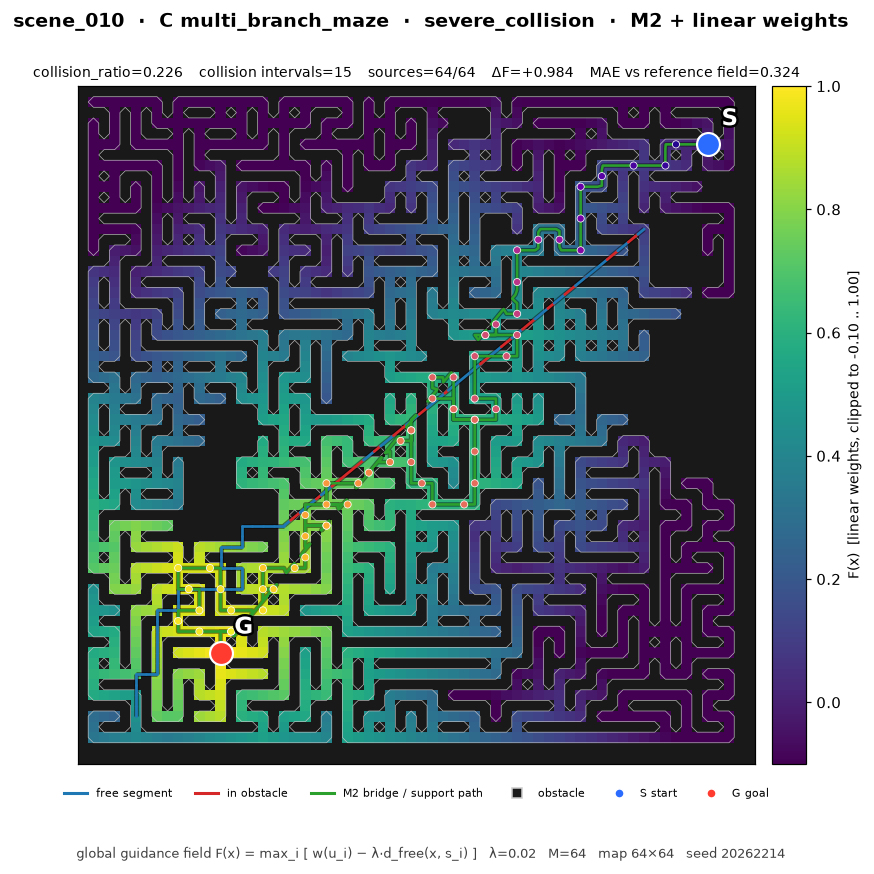 scene_010 · C multi_branch_maze · severe_collision · M2 + linear weights
collision_ratio=0.226 collision intervals=15 sources=64/64 ΔF=+0.984 MAE vs reference field=0.324
S
G
1.0
0.8
0.6
0.4
0.2
0.0
F(x) [linear weights, clipped to -0.10 .. 1.00]
free segment
in obstacle
M2 bridge / support path
obstacle
S start
G goal
global guidance field F(x) = max_i [ w(u_i) − λ·d_free(x, s_i) ] λ=0.02 M=64 map 64×64 seed 20262214